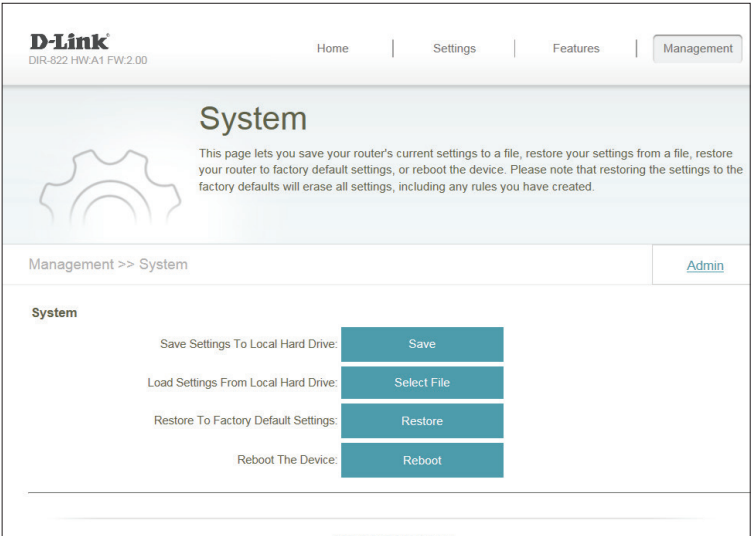 D-Link
DIR-822 HW:A1 FW:2.00
Home
Settings
Features
Management
System
This page lets you save your router's current settings to a file, restore your settings from a file, restore
your router to factory default settings, or reboot the device. Please note that restoring the settings to the
factory defaults will erase all settings, including any rules you have created.
Management >> System
Admin
System
Save Settings To Local Hard Drive: Save
Load Settings From Local Hard Drive: Select File
Restore To Factory Default Settings: Restore
Reboot The Device: Reboot